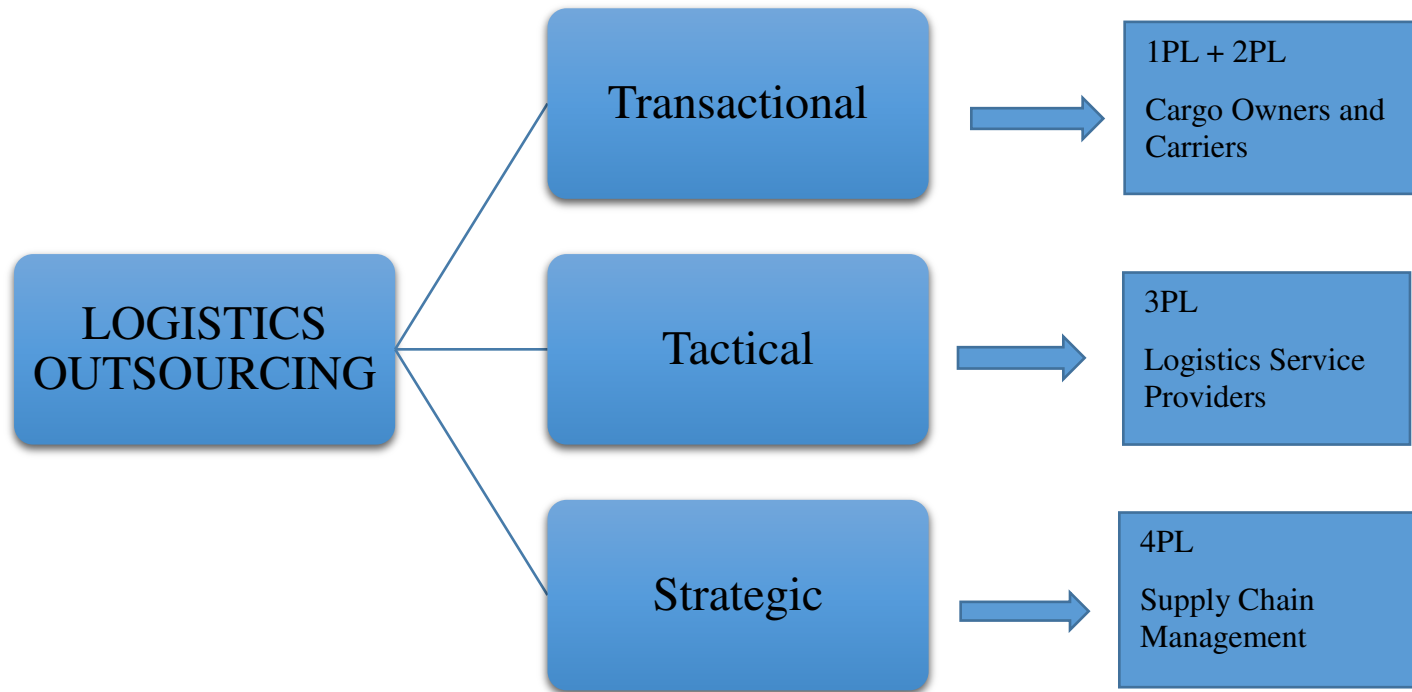 LOGISTICS
OUTSOURCING
Transactional
1PL + 2PL
Cargo Owners and
Carriers
Tactical
3PL
Logistics Service
Providers
Strategic
4PL
Supply Chain
Management